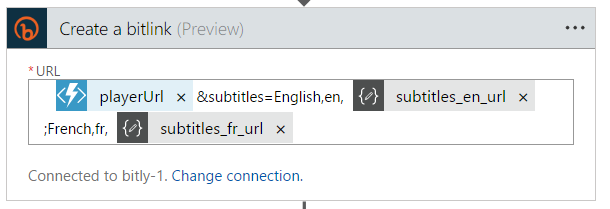 Create a bitlink (Preview)
* URL
playerUrl × &subtitles=English,en, subtitles_en_url ×
;French,fr, subtitles_fr_url ×
Connected to bitly-1. Change connection.